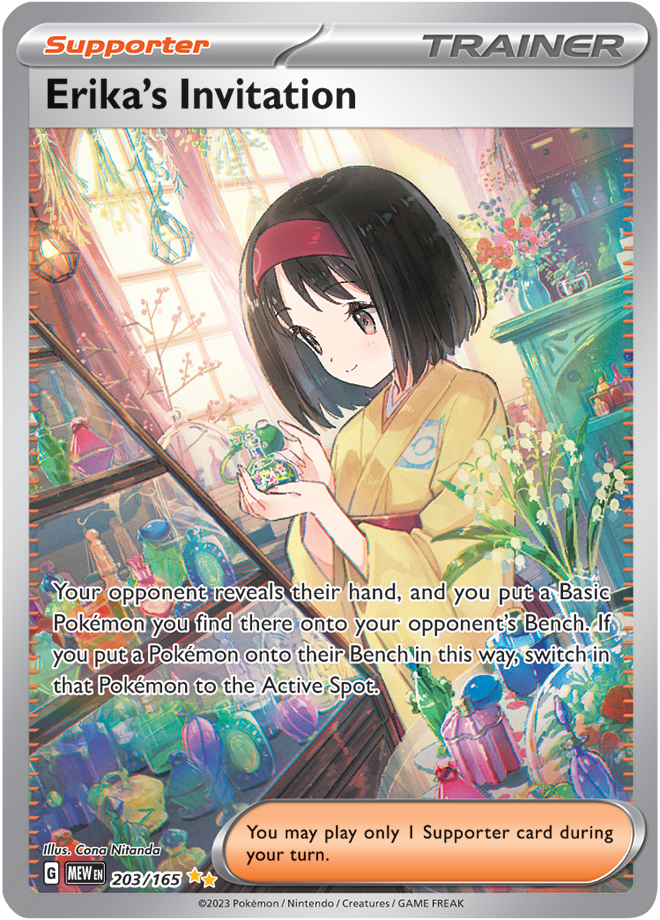 Supporter
TRAINER
Erika's Invitation
Your opponent reveals their hand, and you put a Basic
Pokémon you find there onto your opponent's Bench. If
you put a Pokémon onto their Bench in this way, switch in
that Pokémon to the Active Spot.
You may play only 1 Supporter card during
your turn.
Illus. Cona Nitanda
G MEW EN 203/165
©2023 Pokémon / Nintendo / Creatures / GAME FREAK